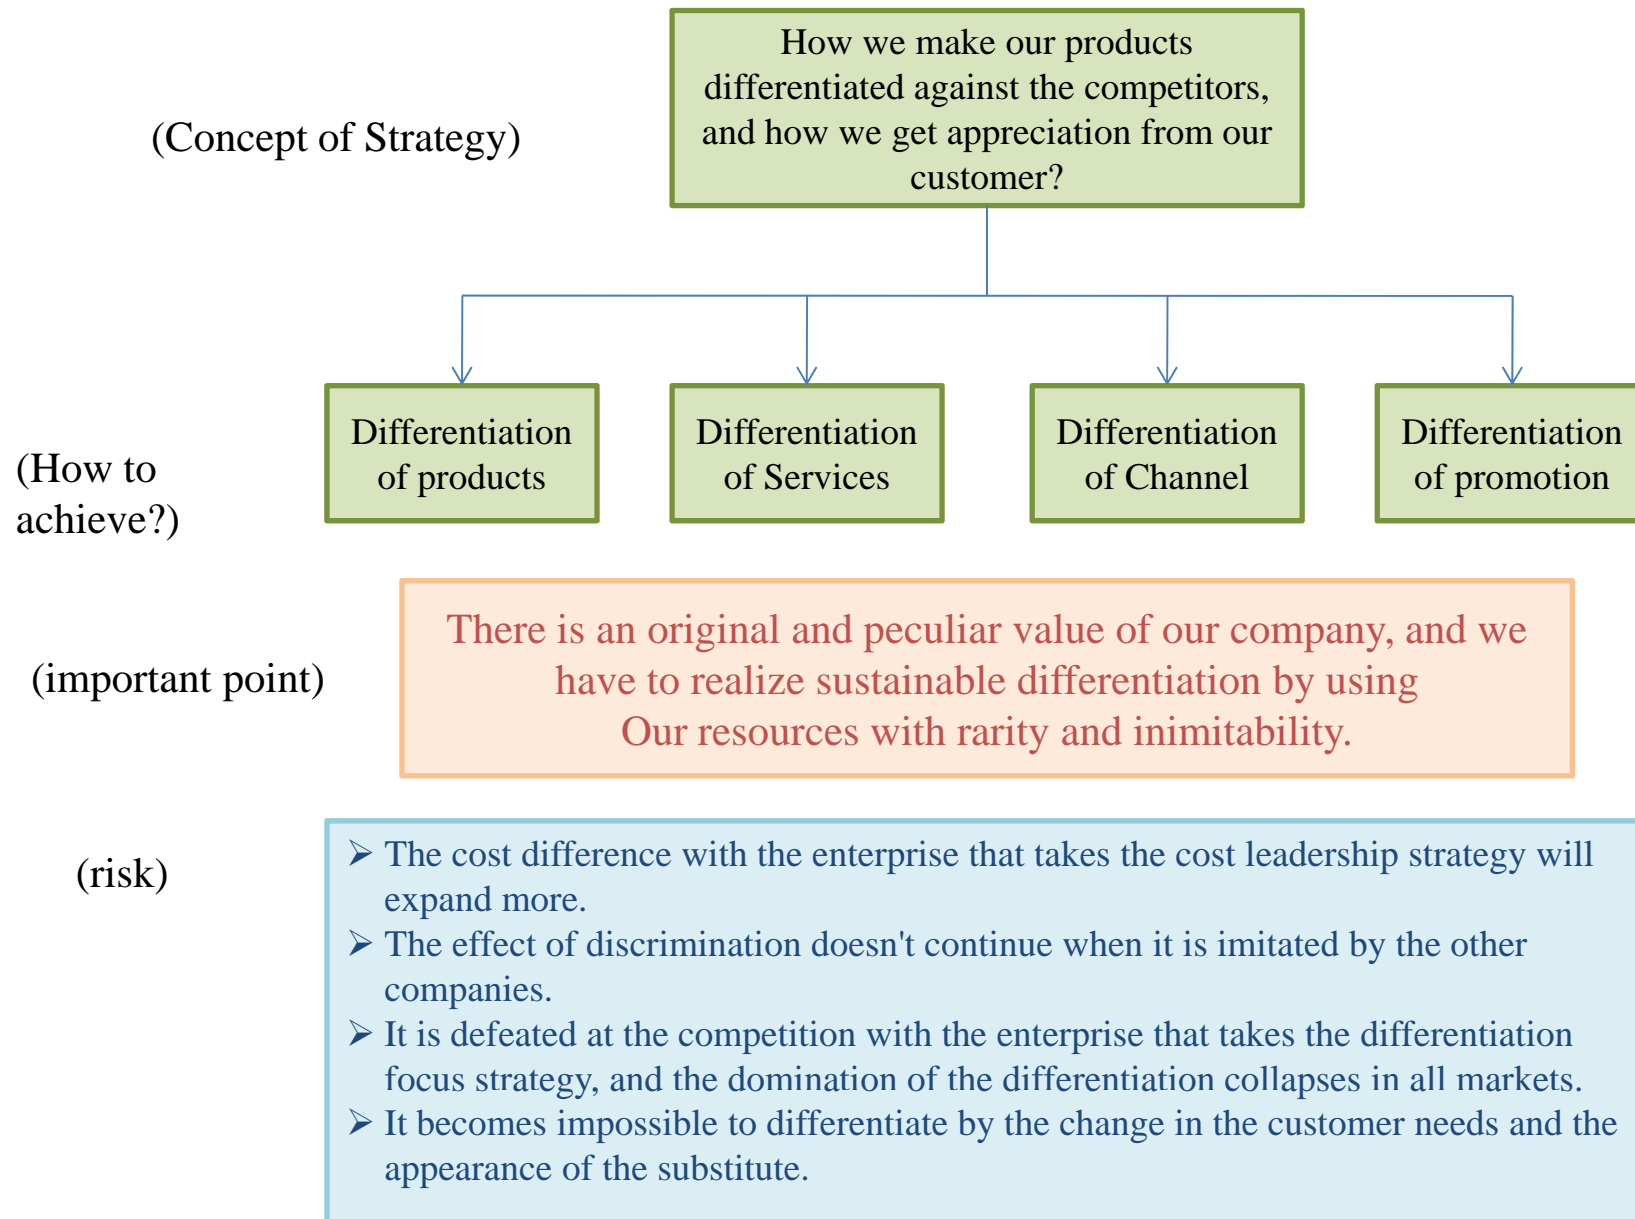 How we make our products
differentiated against the competitors,
and how we get appreciation from our
customer?
(Concept of Strategy)
Differentiation
of products
Differentiation
of Services
Differentiation
of Channel
Differentiation
of promotion
(How to
achieve?)
There is an original and peculiar value of our company, and we
have to realize sustainable differentiation by using
Our resources with rarity and inimitability.
(important point)
(risk)
➢ The cost difference with the enterprise that takes the cost leadership strategy will
expand more.
➢ The effect of discrimination doesn't continue when it is imitated by the other
companies.
➢ It is defeated at the competition with the enterprise that takes the differentiation
focus strategy, and the domination of the differentiation collapses in all markets.
➢ It becomes impossible to differentiate by the change in the customer needs and the
appearance of the substitute.